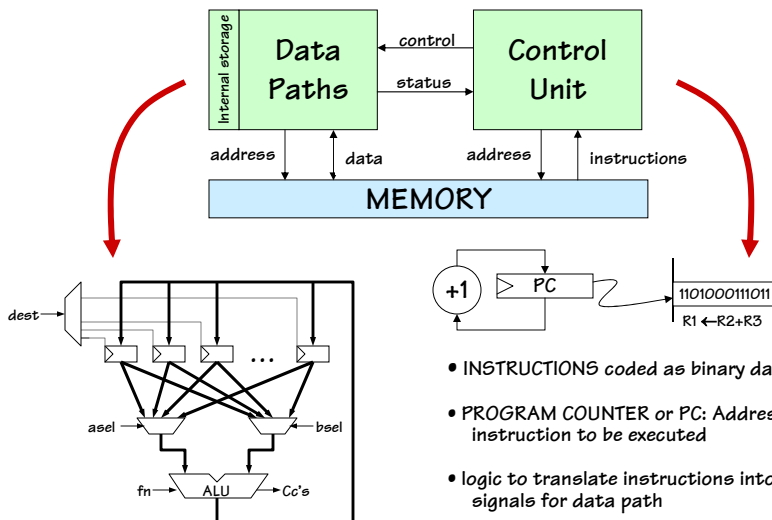 Internal storage
Data
Paths
control
status
Control
Unit
address
data
address
instructions
MEMORY
dest
...
asel
bsel
fn
ALU
Cc's
+1
PC
1101000111011
R1 ←R2+R3
• INSTRUCTIONS coded as binary da
• PROGRAM COUNTER or PC: Addres
instruction to be executed
• logic to translate instructions into
signals for data path